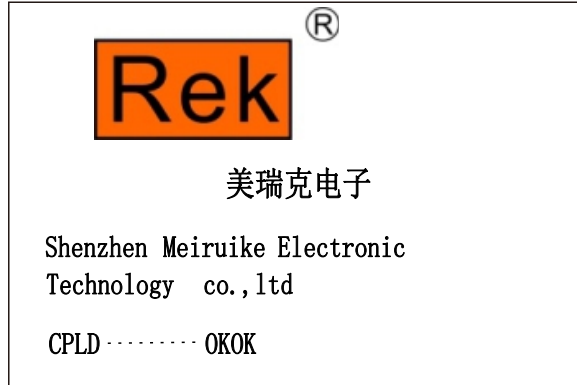 Rek ®
美瑞克电子
Shenzhen Meiruike Electronic
Technology co.,ltd
CPLD ········· OKOK